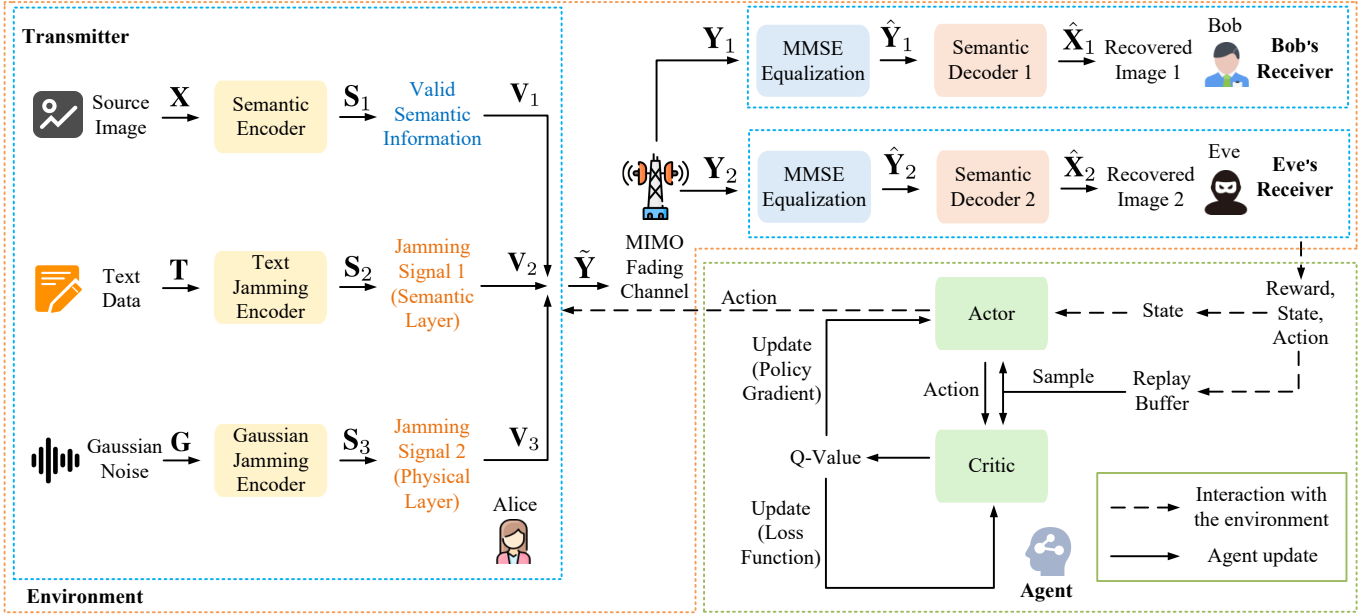 Transmitter
Source
Image
X
Semantic
Encoder
S₁
Valid
Semantic
Information
V₁
Text
Data
T
Text
Jamming
Encoder
S₂
Jamming
Signal 1
(Semantic
Layer)
V₂
Gaussian
Noise
G
Gaussian
Jamming
Encoder
S₃
Jamming
Signal 2
(Physical
Layer)
V₃
Alice
Environment
Ỹ
MIMO
Fading
Channel
Y₁
MMSE
Equalization
Ŷ₁
Semantic
Decoder 1
X̂₁
Recovered
Image 1
Bob
Bob's
Receiver
Y₂
MMSE
Equalization
Ŷ₂
Semantic
Decoder 2
X̂₂
Recovered
Image 2
Eve
Eve's
Receiver
Action
Actor
State
Reward,
State,
Action
Update
(Policy
Gradient)
Action
Sample
Replay
Buffer
Q-Value
Critic
Update
(Loss
Function)
Agent
Interaction with
the environment
Agent update